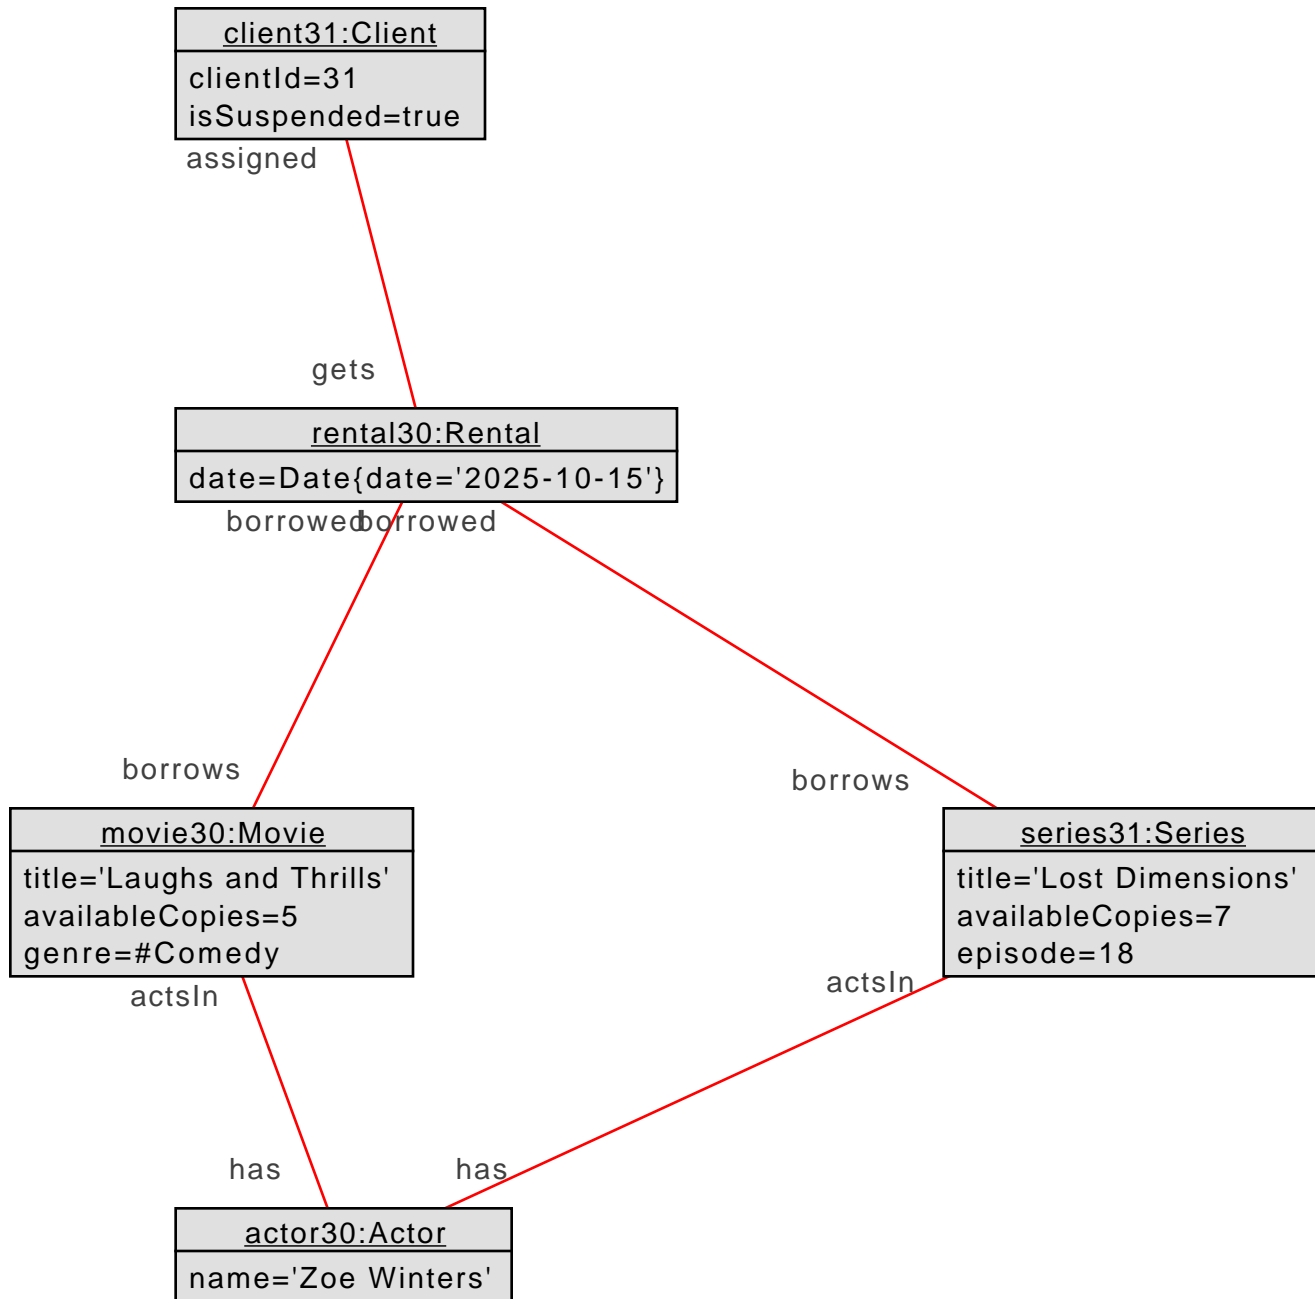 client31:Client
clientId=31
isSuspended=true
assigned
gets
rental30:Rental
date=Date{date='2025-10-15'}
borrowed borrowed
borrows
borrows
movie30:Movie
title='Laughs and Thrills'
availableCopies=5
genre=#Comedy
series31:Series
title='Lost Dimensions'
availableCopies=7
episode=18
actsIn
actsIn
has
has
actor30:Actor
name='Zoe Winters'